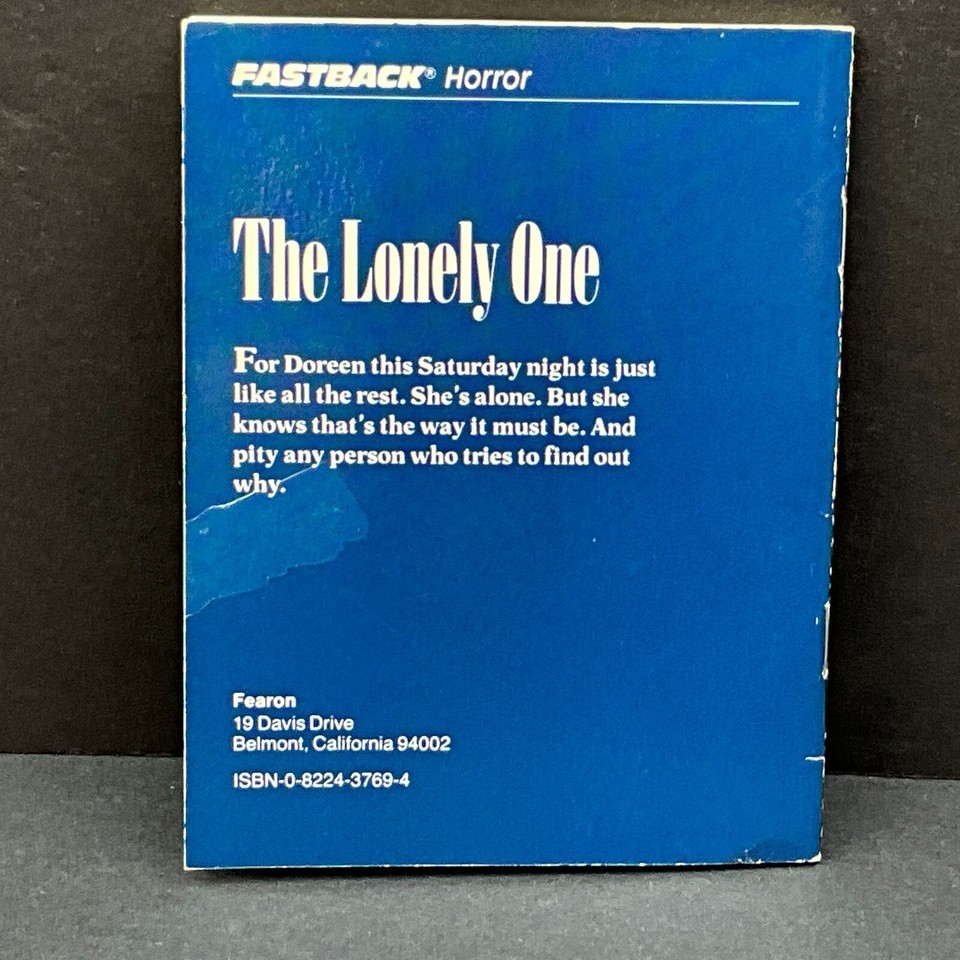 FASTBACK® Horror
The Lonely One
For Doreen this Saturday night is just
like all the rest. She's alone. But she
knows that's the way it must be. And
pity any person who tries to find out
why.
Fearon
19 Davis Drive
Belmont, California 94002
ISBN-0-8224-3769-4